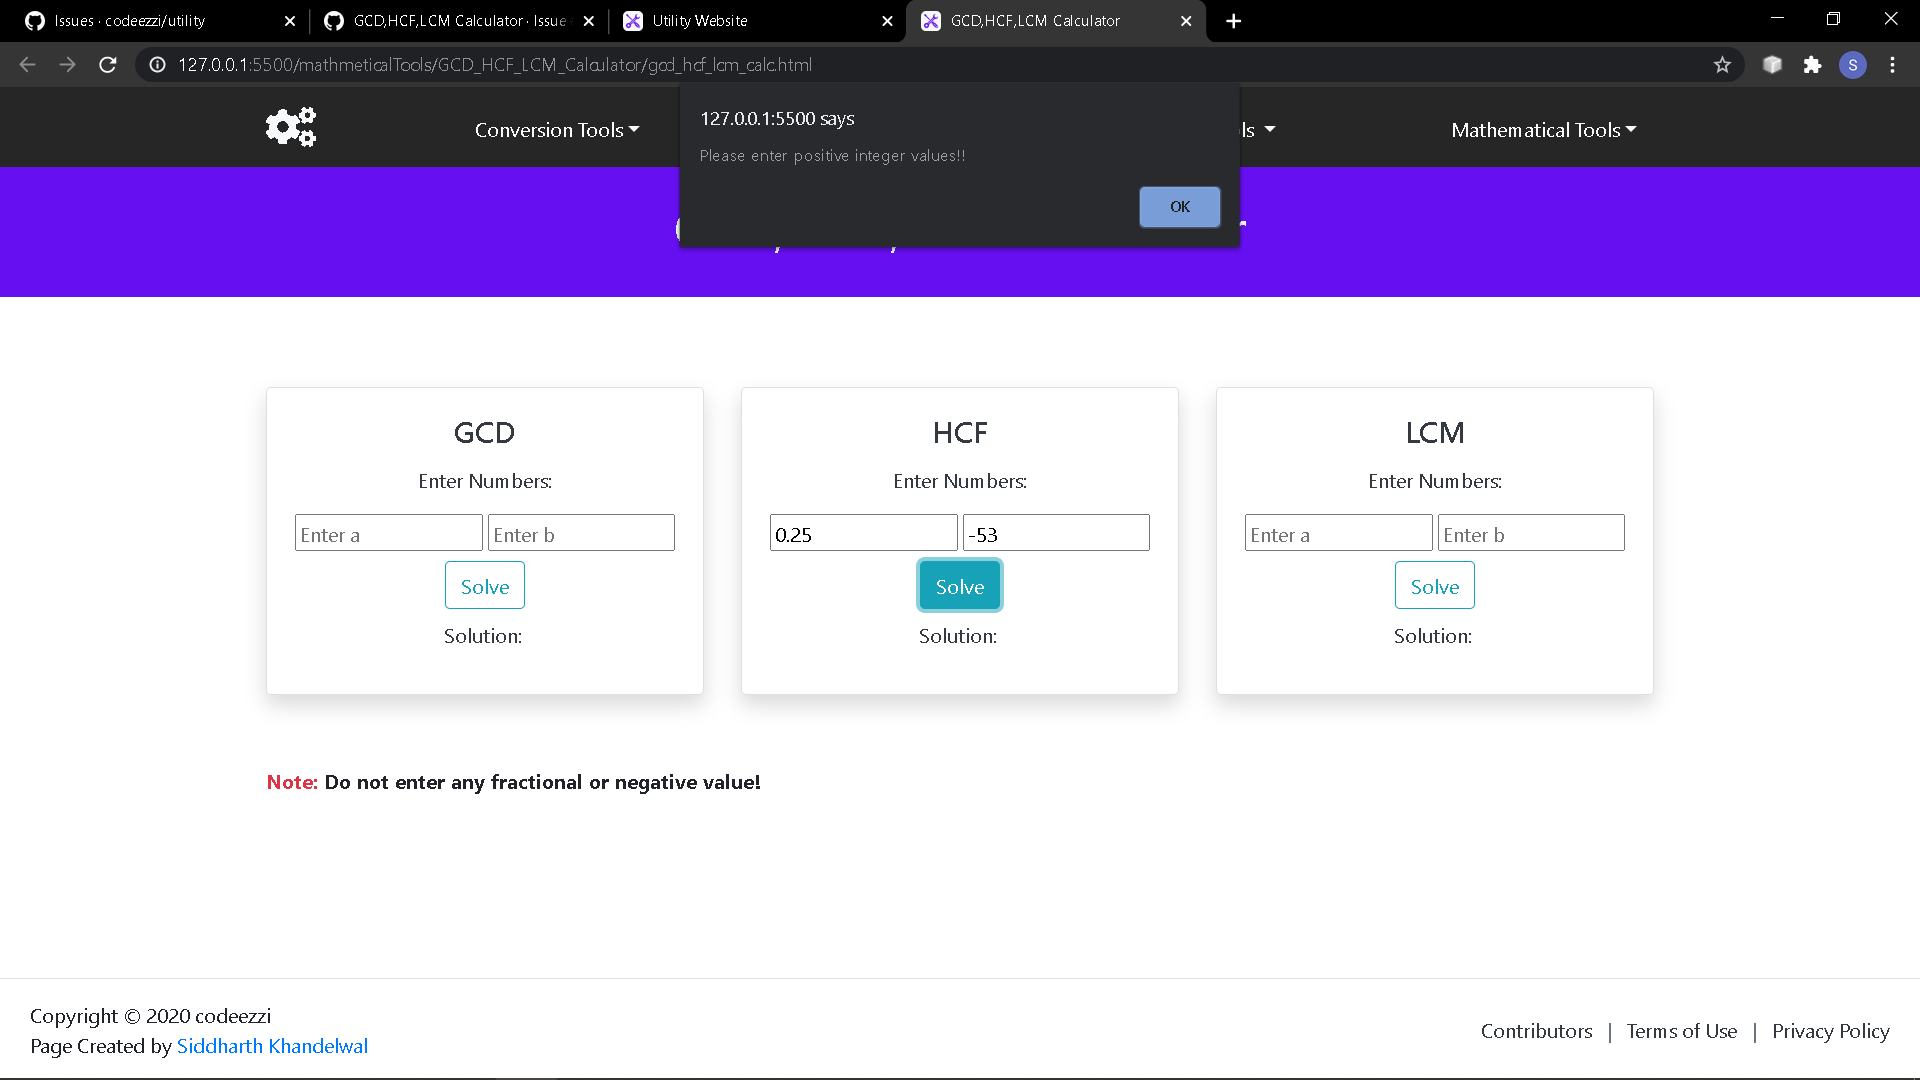 Issues · codeezzi/utility
GCD,HCF,LCM Calculator · Issue
Utility Website
GCD,HCF,LCM Calculator
127.0.0.1:5500/mathmeticalTools/GCD_HCF_LCM_Calculator/gcd_hcf_lcm_calc.html
S
127.0.0.1:5500 says
Please enter positive integer values!!
OK
Conversion Tools
ls
Mathematical Tools
GCD
Enter Numbers:
Enter a
Enter b
Solve
Solution:
HCF
Enter Numbers:
0.25
-53
Solve
Solution:
LCM
Enter Numbers:
Enter a
Enter b
Solve
Solution:
Note: Do not enter any fractional or negative value!
Copyright © 2020 codeezzi
Page Created by Siddharth Khandelwal
Contributors | Terms of Use | Privacy Policy